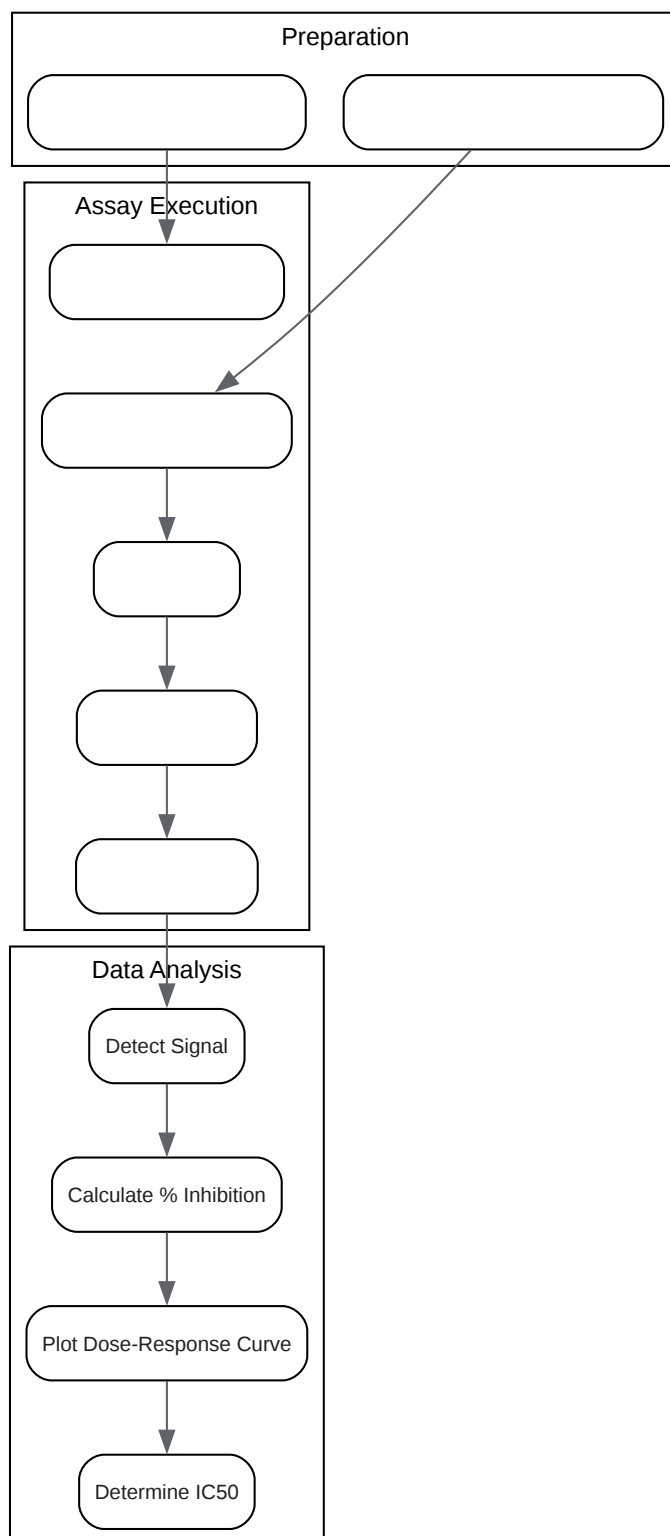 Preparation
Assay Execution
Data Analysis
Detect Signal
Calculate % Inhibition
Plot Dose-Response Curve
Determine IC50